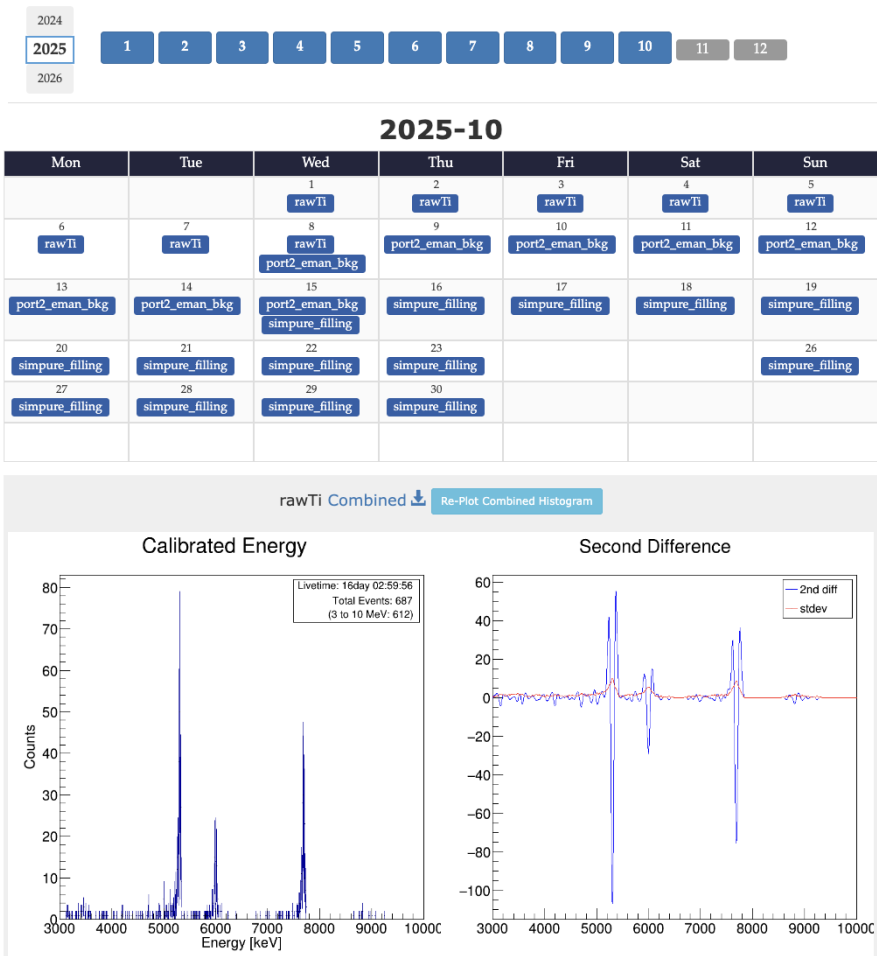 2024
2025 1 2 3 4 5 6 7 8 9 10 11 12
2026
2025-10
Mon Tue Wed Thu Fri Sat Sun
1 2 3 4 5
rawTi rawTi rawTi rawTi rawTi
6 7 8 9 10 11 12
rawTi rawTi rawTi port2_eman_bkg port2_eman_bkg port2_eman_bkg port2_eman_bkg
port2_eman_bkg
13 14 15 16 17 18 19
port2_eman_bkg port2_eman_bkg port2_eman_bkg simpure_filling simpure_filling simpure_filling simpure_filling
simpure_filling
20 21 22 23 26
simpure_filling simpure_filling simpure_filling simpure_filling simpure_filling
27 28 29 30
simpure_filling simpure_filling simpure_filling simpure_filling
rawTi Combined Re-Plot Combined Histogram
Calibrated Energy
Livetime: 16day 02:59:56
Total Events: 687
(3 to 10 MeV: 612)
Counts
80
70
60
50
40
30
20
10
0
3000 4000 5000 6000 7000 8000 9000 1000
Energy [keV]
Second Difference
2nd diff
stdev
60
40
20
0
−20
−40
−60
−80
−100
3000 4000 5000 6000 7000 8000 9000 1000